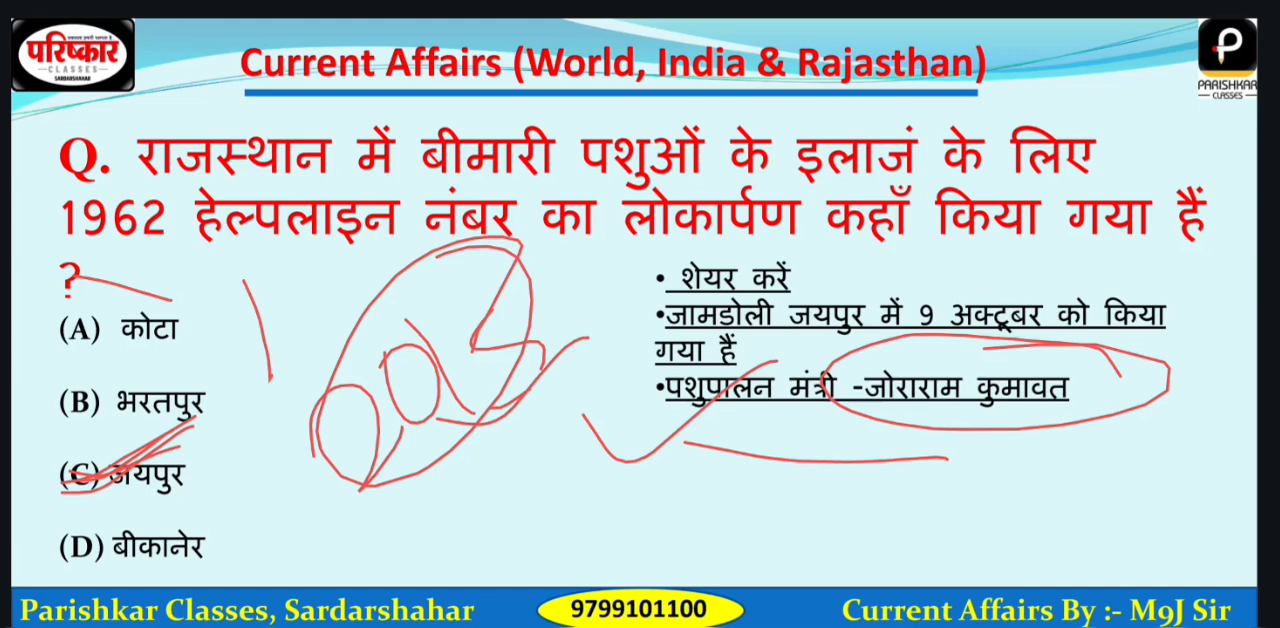 परिष्कार
CLASSES
SARDARSHAHAR
Current Affairs (World, India & Rajasthan)
PARISHKAR
CLASSES
Q. राजस्थान में बीमारी पशुओं के इलाजं के लिए
1962 हेल्पलाइन नंबर का लोकार्पण कहाँ किया गया हैं
?
(A) कोटा
(B) भरतपुर
(C) जयपुर
(D) बीकानेर
• शेयर करें
•जामडोली जयपुर में 9 अक्टूबर को किया
गया हैं
•पशुपालन मंत्री -जोराराम कुमावत
Parishkar Classes, Sardarshahar
9799101100
Current Affairs By :- M9J Sir